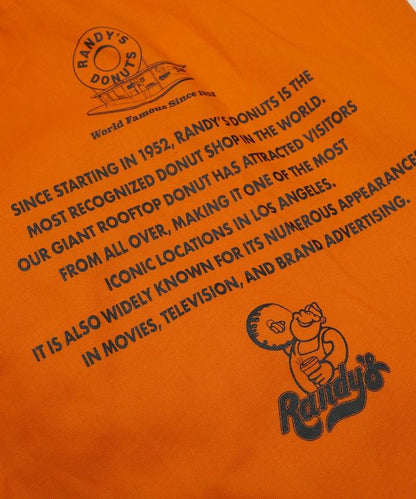 RANDY'S
DONUTS
World Famous Since 1952
SINCE STARTING IN 1952, RANDY'S DONUTS IS THE
MOST RECOGNIZED DONUT SHOP IN THE WORLD.
OUR GIANT ROOFTOP DONUT HAS ATTRACTED VISITORS
FROM ALL OVER, MAKING IT ONE OF THE MOST
ICONIC LOCATIONS IN LOS ANGELES.
IT IS ALSO WIDELY KNOWN FOR ITS NUMEROUS APPEARANCES
IN MOVIES, TELEVISION, AND BRAND ADVERTISING.
Randy's